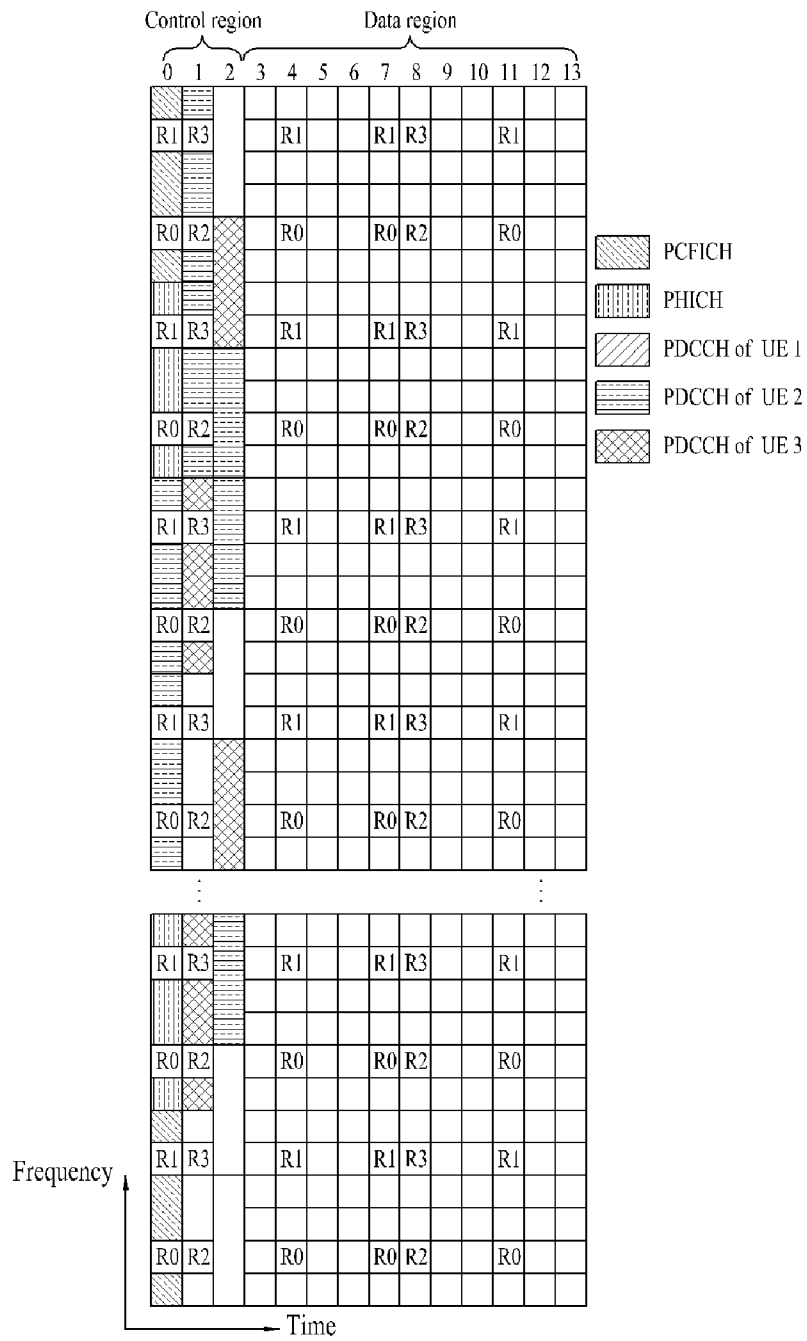 Control region Data region
0 1 2 3 4 5 6 7 8 9 10 11 12 13
R1 R3 R1 R1 R3 R1
R0 R2 R0 R0 R2 R0
PCFICH
PHICH
R1 R3 R1 R1 R3 R1
PDCCH of UE 1
PDCCH of UE 2
R0 R2 R0 R0 R2 R0
PDCCH of UE 3
R1 R3 R1 R1 R3 R1
R0 R2 R0 R0 R2 R0
R1 R3 R1 R1 R3 R1
R0 R2 R0 R0 R2 R0
R1 R3 R1 R1 R3 R1
R0 R2 R0 R0 R2 R0
R1 R3 R1 R1 R3 R1
Frequency
R0 R2 R0 R0 R2 R0
Time